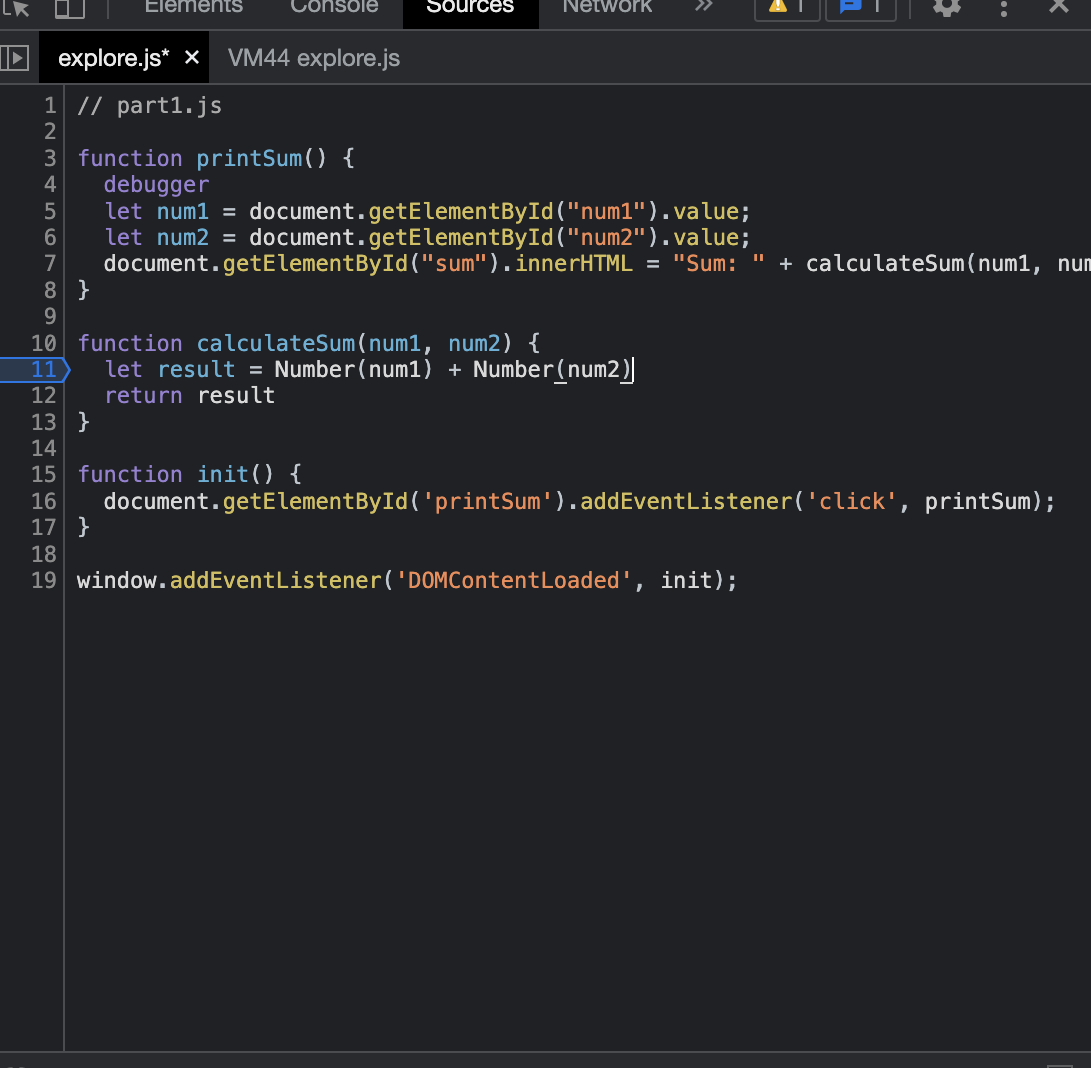 Elements Console Sources Network » 1 1
explore.js* × VM44 explore.js
1 // part1.js
2
3 function printSum() {
4 debugger
5 let num1 = document.getElementById("num1").value;
6 let num2 = document.getElementById("num2").value;
7 document.getElementById("sum").innerHTML = "Sum: " + calculateSum(num1,
8 }
9
10 function calculateSum(num1, num2) {
11 let result = Number(num1) + Number(num2)
12 return result
13 }
14
15 function init() {
16 document.getElementById('printSum').addEventListener('click', printSum);
17 }
18
19 window.addEventListener('DOMContentLoaded', init);